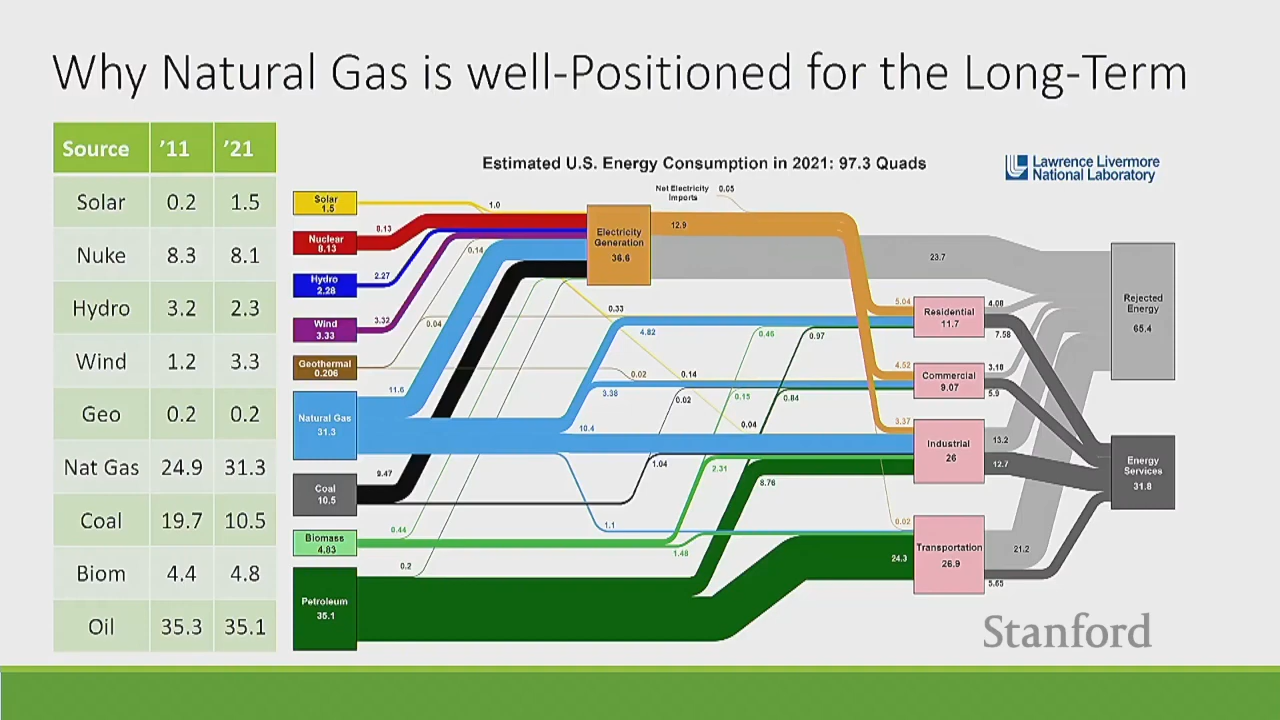 Why Natural Gas is well-Positioned for the Long-Term
Source ’11 ’21
Solar 0.2 1.5
Nuke 8.3 8.1
Hydro 3.2 2.3
Wind 1.2 3.3
Geo 0.2 0.2
Nat Gas 24.9 31.3
Coal 19.7 10.5
Biom 4.4 4.8
Oil 35.3 35.1
Estimated U.S. Energy Consumption in 2021: 97.3 Quads
Lawrence Livermore
National Laboratory
Net Electricity
Imports
0.05
Solar
1.5
1.0
Nuclear
8.13
8.13
Hydro
2.28
2.27
Wind
3.33
3.32
Geothermal
0.206
0.14
0.04
Natural Gas
31.3
11.6
Coal
10.5
9.47
Biomass
4.83
0.44
Petroleum
35.1
0.2
Electricity
Generation
36.6
12.9
23.7
0.33
4.82
0.46
0.97
0.02
0.14
3.38
0.02
0.15
0.84
10.4
0.04
1.04
2.31
8.76
1.1
1.48
24.3
5.04
4.52
3.37
0.02
Residential
11.7
4.08
7.58
Commercial
9.07
3.18
5.9
Industrial
26
13.2
12.7
Transportation
26.9
21.2
5.65
Rejected
Energy
65.4
Energy
Services
31.8
Stanford